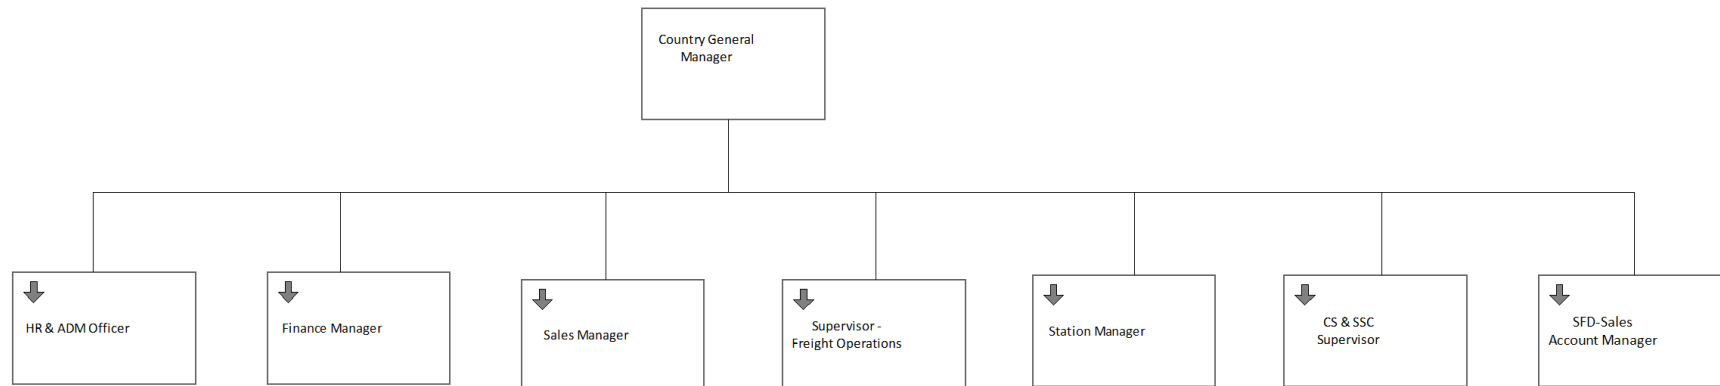 Country General
Manager
HR & ADM Officer
Finance Manager
Sales Manager
Supervisor -
Freight Operations
Station Manager
CS & SSC
Supervisor
SFD-Sales
Account Manager